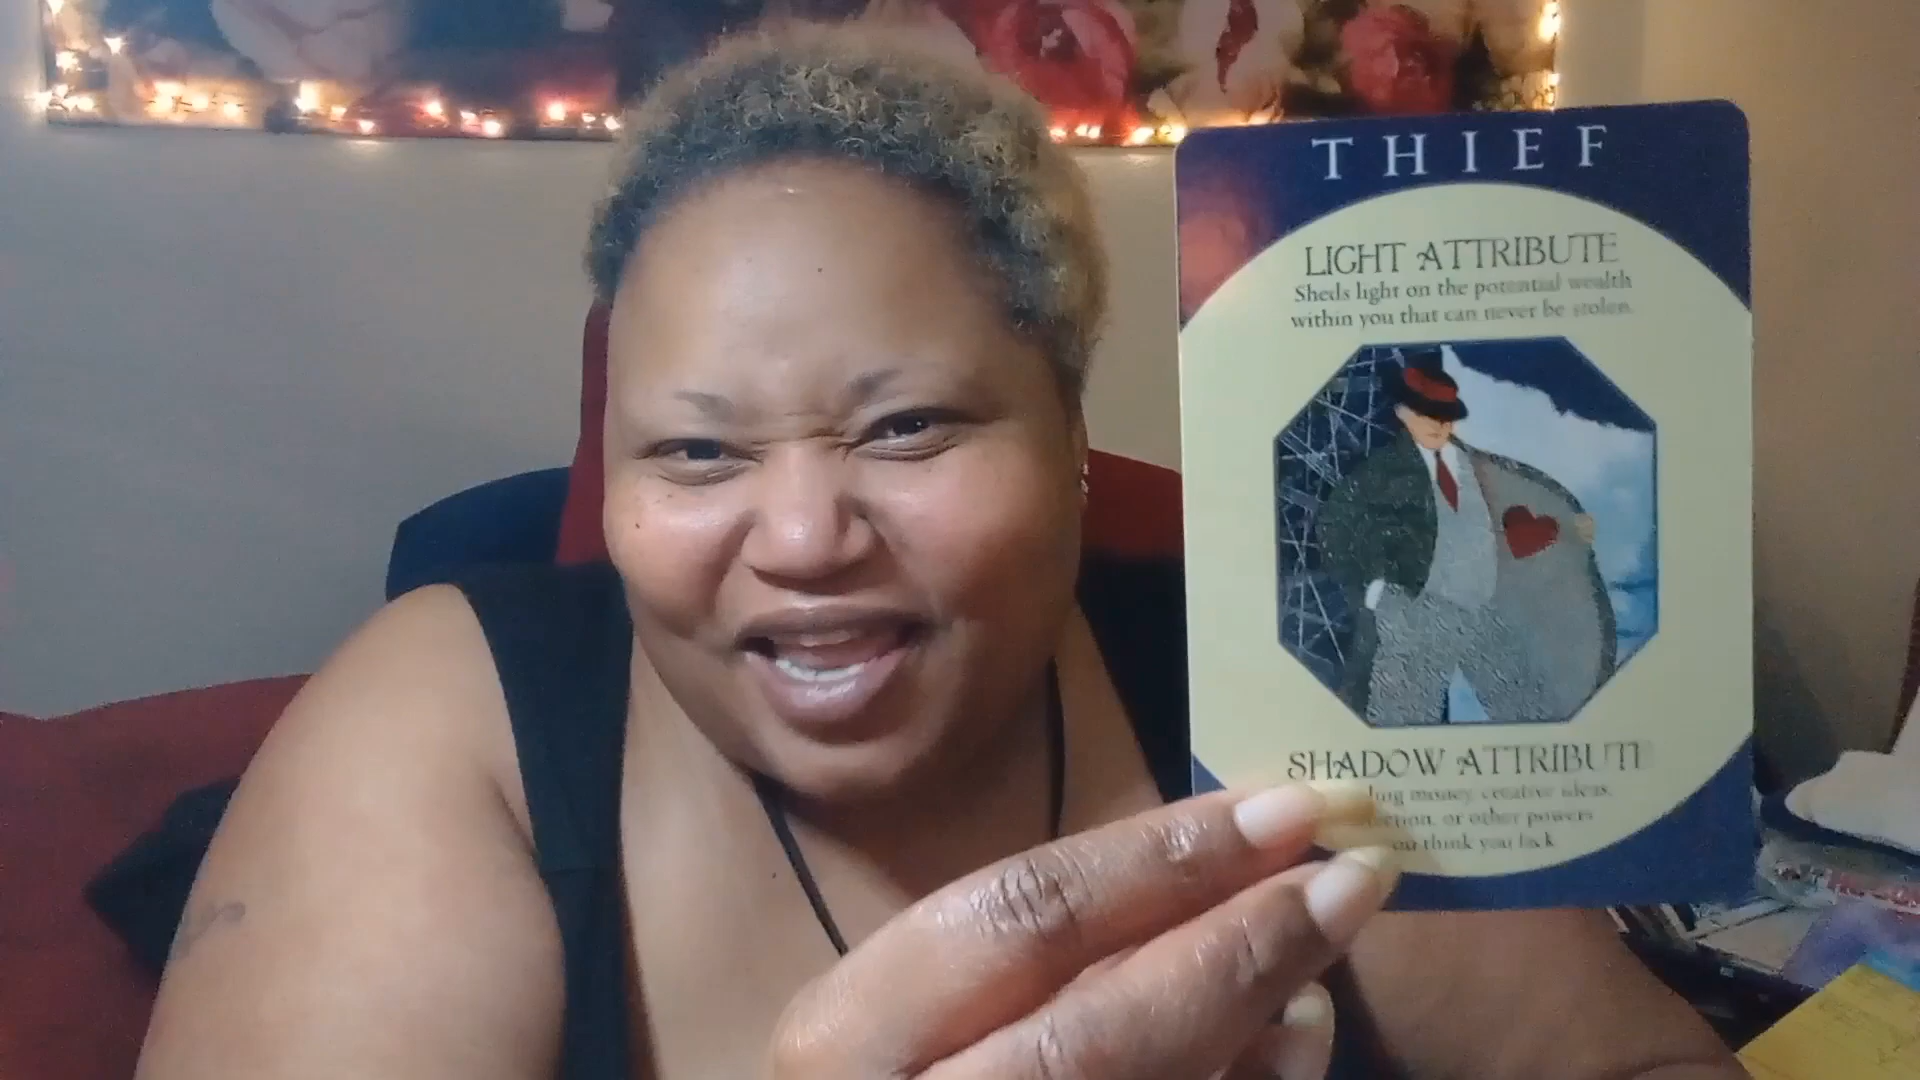 THIEF
LIGHT ATTRIBUTE
Sheds light on the potential wealth
within you that can never be stolen.
SHADOW ATTRIBUTE
money, creative ideas,
or other powers
think you lack